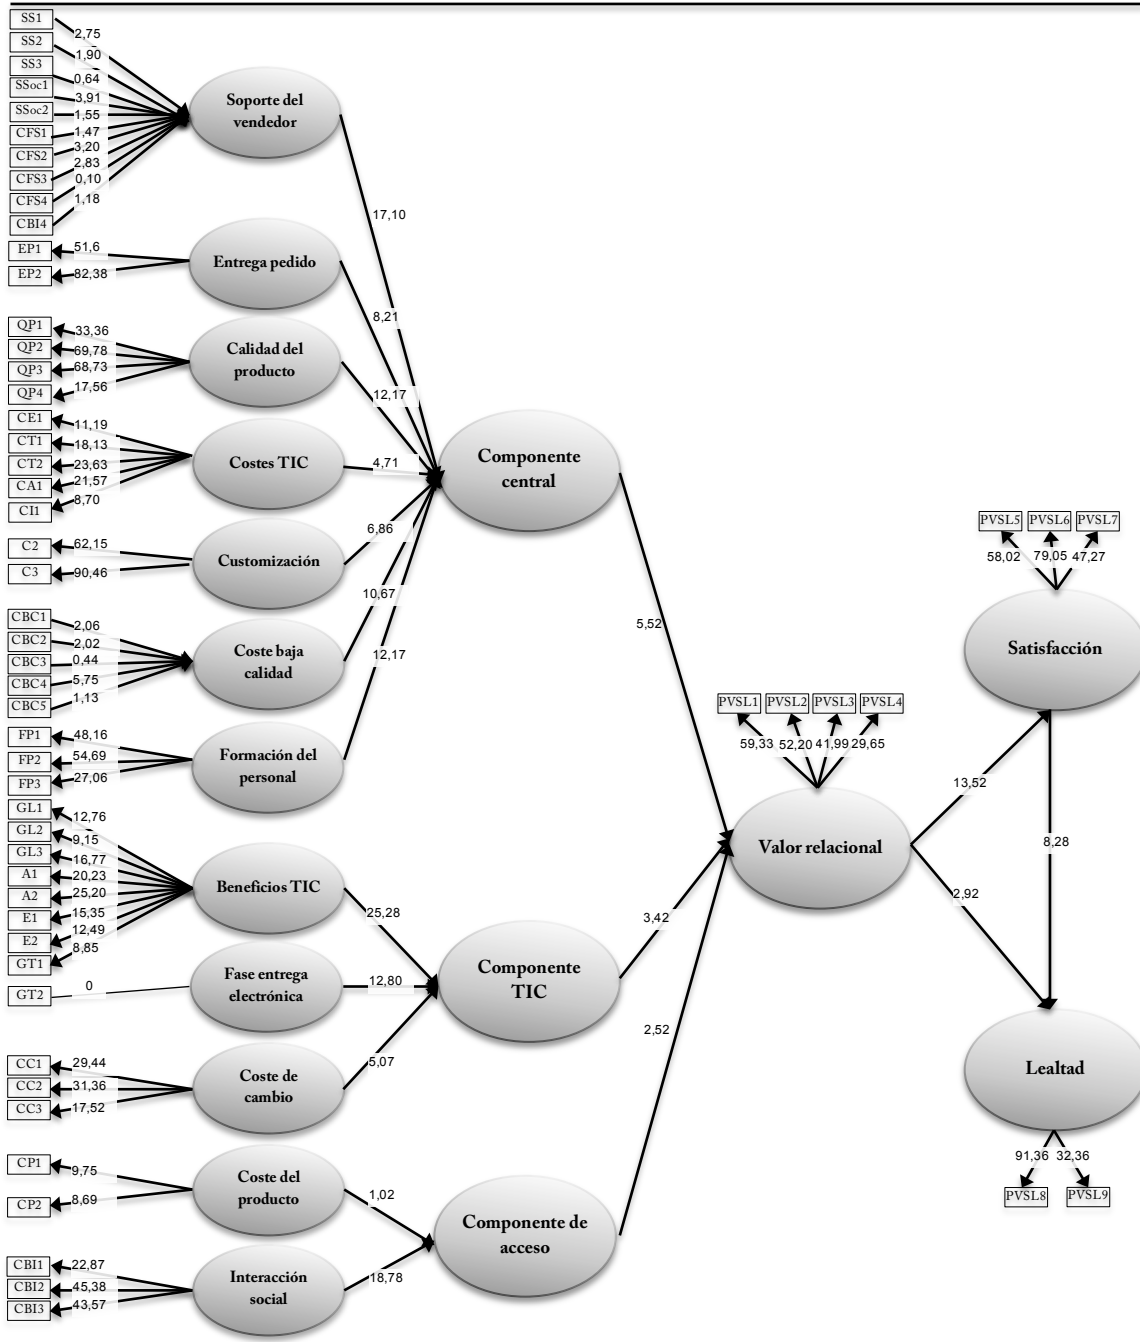 SS1
2,75
SS2
1,90
SS3
0,64
SSoc1
3,91
SSoc2
1,55
CFS1
1,47
CFS2
3,20
CFS3
2,83
CFS4
0,10
CBI4
1,18
Soporte del
vendedor
17,10
EP1
51,6
EP2
82,38
Entrega pedido
8,21
QP1
33,36
QP2
69,78
QP3
68,73
QP4
17,56
Calidad del
producto
12,17
CE1
11,19
CT1
18,13
CT2
23,63
CA1
21,57
CI1
8,70
Costes TIC
4,71
Componente
central
C2
62,15
C3
90,46
Customización
6,86
CBC1
2,06
CBC2
2,02
CBC3
0,44
CBC4
5,75
CBC5
1,13
Coste baja
calidad
10,67
FP1
48,16
FP2
54,69
FP3
27,06
Formación del
personal
12,17
5,52
GL1
12,76
GL2
9,15
GL3
16,77
A1
20,23
A2
25,20
E1
15,35
E2
12,49
GT1
8,85
Beneficios TIC
25,28
GT2
0
Fase entrega
electrónica
12,80
Componente
TIC
3,42
CC1
29,44
CC2
31,36
CC3
17,52
Coste de
cambio
5,07
CP1
9,75
CP2
8,69
Coste del
producto
1,02
Componente de
acceso
2,52
CBI1
22,87
CBI2
45,38
CBI3
43,57
Interacción
social
18,78
PVSL1 PVSL2 PVSL3 PVSL4
59,33 52,20 41,99 29,65
Valor relacional
13,52
2,92
PVSL5 PVSL6 PVSL7
58,02 79,05 47,27
Satisfacción
8,28
Lealtad
91,36 32,36
PVSL8 PVSL9